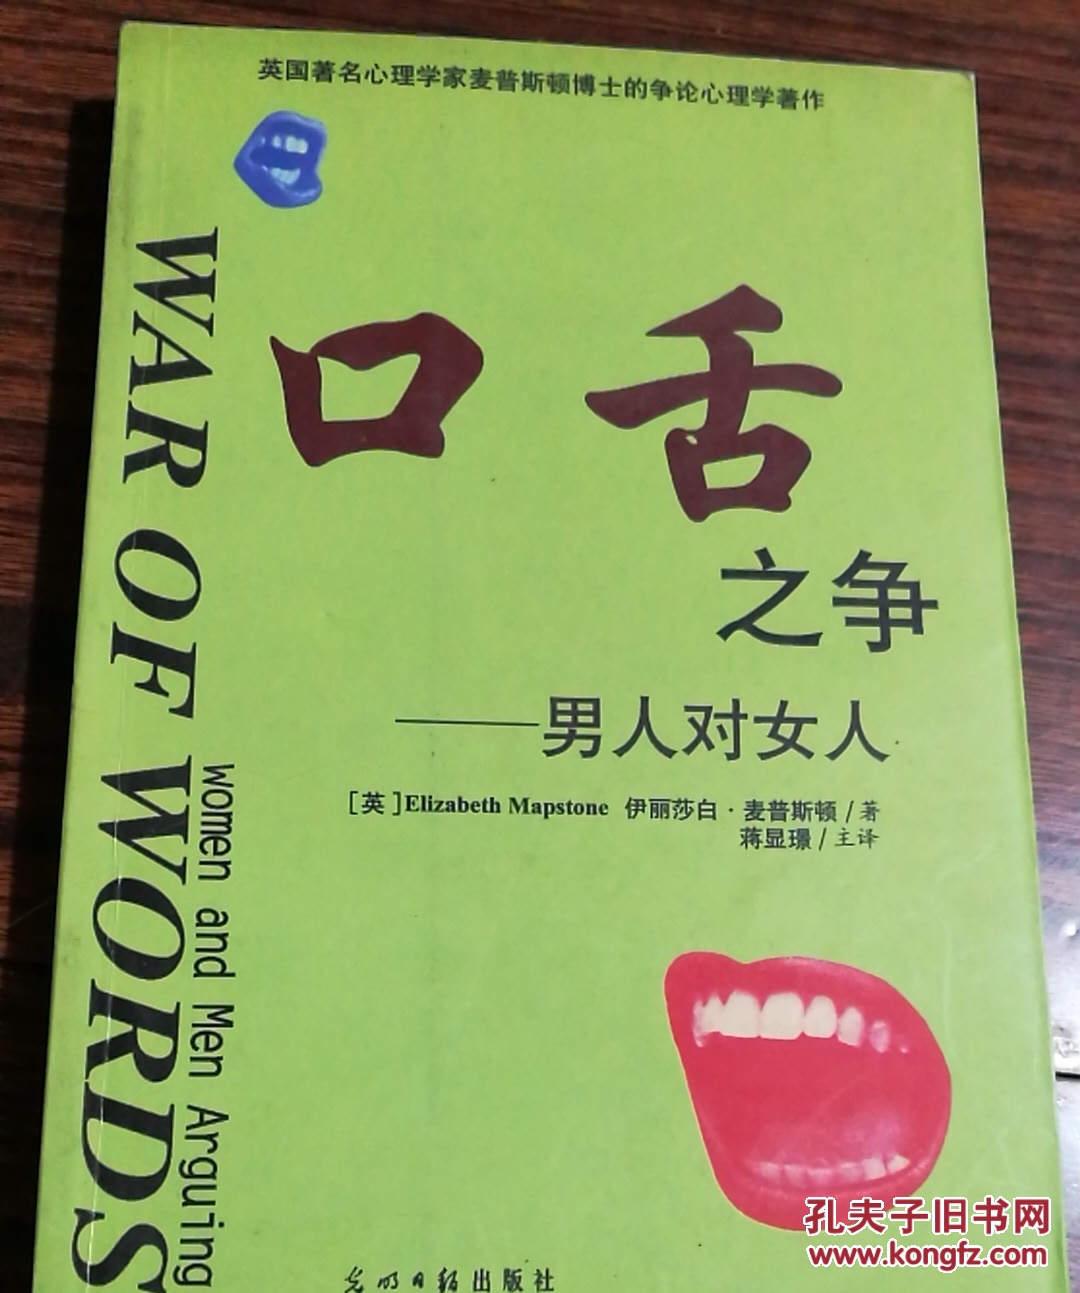 英国著名心理学家麦普斯顿博士的争论心理学著作
WAR OF WORDS
women and Men Arguing
口舌
之争
——男人对女人
[英]Elizabeth Mapstone 伊丽莎白·麦普斯顿/著
蒋显璟/主译
光明日报出版社
孔夫子旧书网
www.kongfz.com